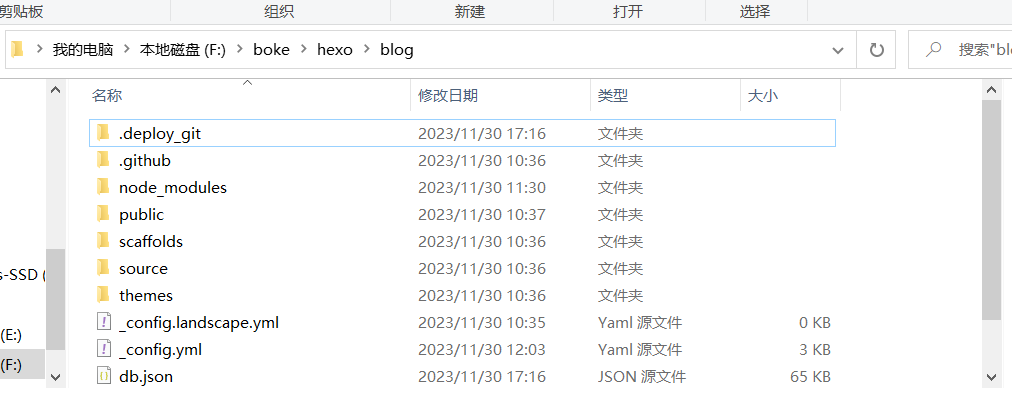 剪贴板 组织 新建 打开 选择
我的电脑 本地磁盘 (F:) boke hexo blog 搜索"blo
名称 修改日期 类型 大小
.deploy_git 2023/11/30 17:16 文件夹
.github 2023/11/30 10:36 文件夹
node_modules 2023/11/30 11:30 文件夹
public 2023/11/30 10:37 文件夹
scaffolds 2023/11/30 10:36 文件夹
source 2023/11/30 10:36 文件夹
s-SSD (
themes 2023/11/30 10:36 文件夹
_config.landscape.yml 2023/11/30 10:35 Yaml 源文件 0 KB
(E:)
_config.yml 2023/11/30 12:03 Yaml 源文件 3 KB
(F:)
db.json 2023/11/30 17:16 JSON 源文件 65 KB